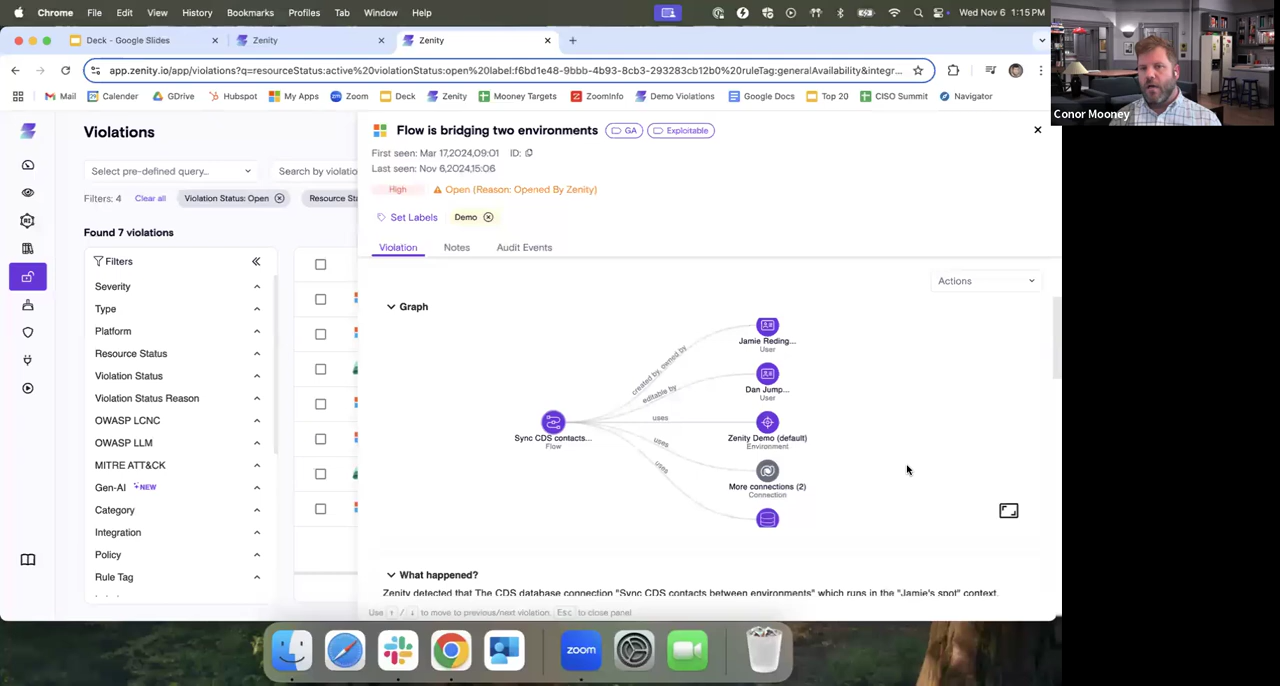 Chrome File Edit View History Bookmarks Profiles Tab Window Help Wed Nov 6 1:15 PM
Deck - Google Slides Zenity Zenity
app.zenity.io/app/violations?q=resourceStatus:active%20violationStatus:open%20label:f6bd1e48-9bbb-4b93-8cb3-293283cb12b0%20ruleTag:generalAvailability&integr...
Mail Calendar GDrive Hubspot My Apps Zoom Deck Zenity Mooney Targets ZoomInfo Demo Violations Google Docs Top 20 CISO Summit Navigator
Conor Mooney
Violations
Select pre-defined query...
Search by violatio
Filters: 4 Clear all Violation Status: Open Resource Sta
Found 7 violations
Filters
Severity
Type
Platform
Resource Status
Violation Status
Violation Status Reason
OWASP LCNC
OWASP LLM
MITRE ATT&CK
Gen-AI NEW
Category
Integration
Policy
Rule Tag
Flow is bridging two environments GA Exploitable
First seen: Mar 17,2024,09:01 ID:
Last seen: Nov 6,2024,15:06
High Open (Reason: Opened By Zenity)
Set Labels Demo
Violation Notes Audit Events
Actions
Graph
Sync CDS contacts...
Flow
created by, owned by
editable by
uses
uses
uses
Jamie Reding...
User
Dan Jump...
User
Zenity Demo (default)
Environment
More connections (2)
Connection
What happened?
Zenity detected that The CDS database connection "Sync CDS contacts between environments" which runs in the "Jamie's spot" context.
Use ↑ / ↓ to move to previous/next violation. Esc to close panel
zoom